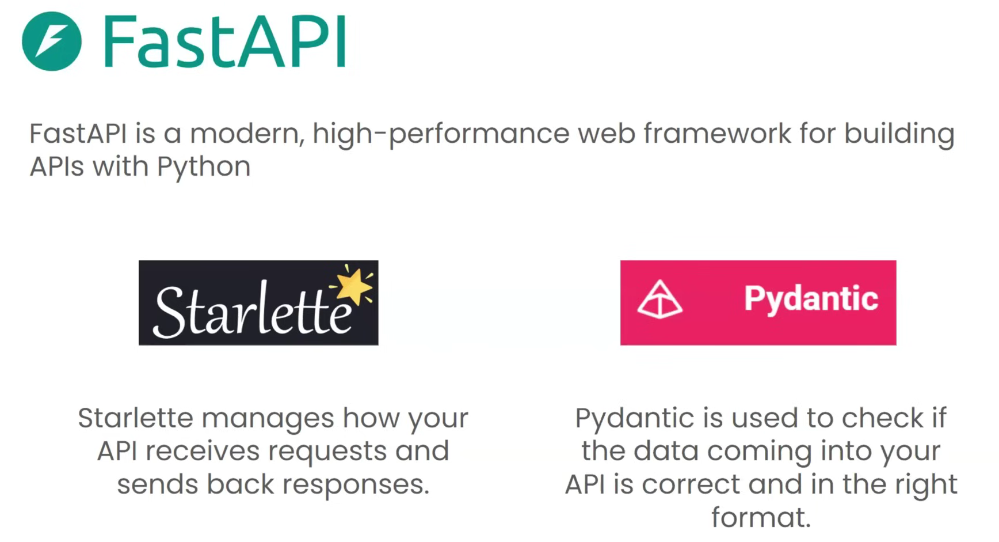 FastAPI
FastAPI is a modern, high-performance web framework for building
APIs with Python
Starlette
Pydantic
Starlette manages how your
API receives requests and
sends back responses.
Pydantic is used to check if
the data coming into your
API is correct and in the right
format.